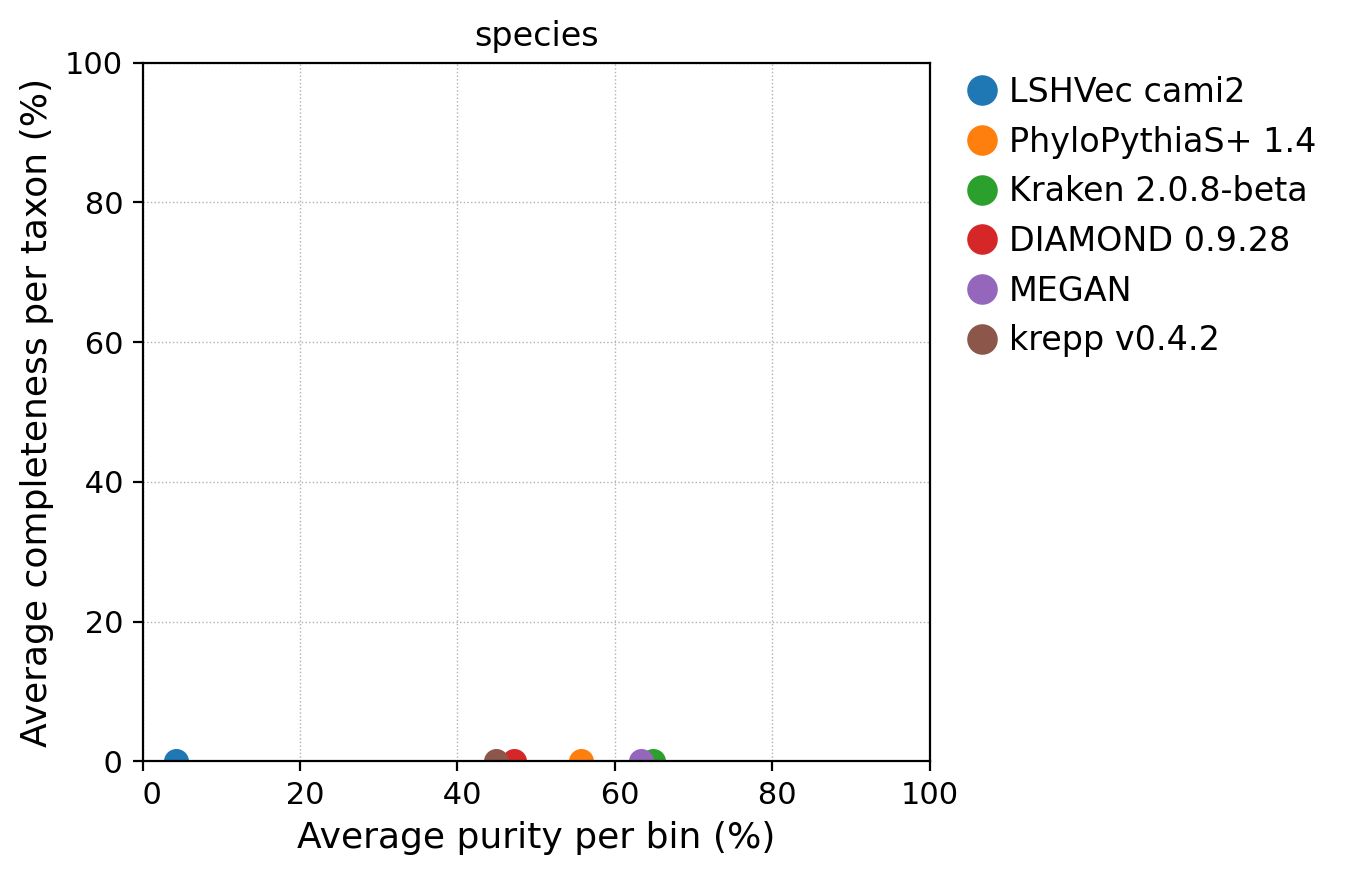 species
Average completeness per taxon (%)
100
80
60
40
20
0
0 20 40 60 80 100
Average purity per bin (%)
LSHVec cami2
PhyloPythiaS+ 1.4
Kraken 2.0.8-beta
DIAMOND 0.9.28
MEGAN
krepp v0.4.2